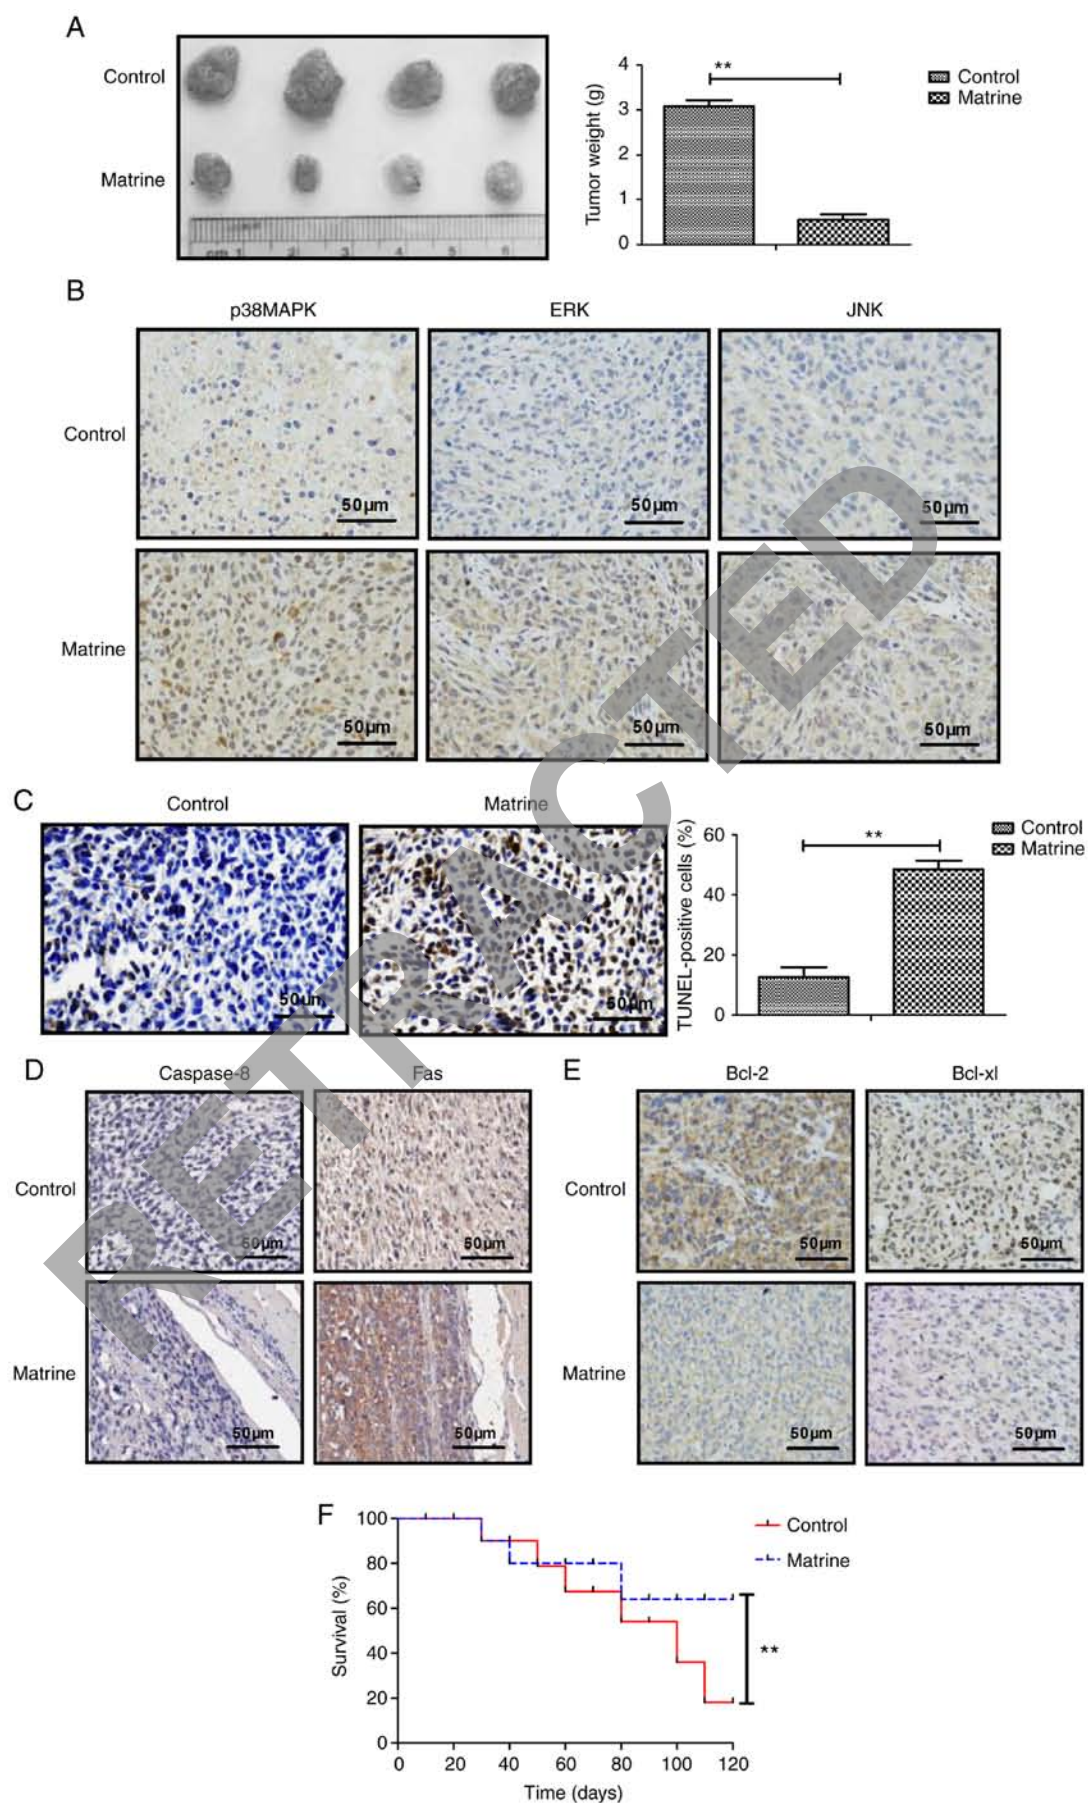 A
Control
Matrine
cm 1 2 3 4 5 6
Tumor weight (g)
4
3
2
1
0
**
Control
Matrine
B
p38MAPK ERK JNK
Control
50µm 50µm 50µm
Matrine
50µm 50µm 50µm
C
Control Matrine
50µm 50µm
TUNEL-positive cells (%)
60
40
20
0
**
Control
Matrine
D
Caspase-8 Fas
Control
50µm 50µm
Matrine
50µm 50µm
E
Bcl-2 Bcl-xl
Control
50µm 50µm
Matrine
50µm 50µm
F
Survival (%)
100
80
60
40
20
0
0 20 40 60 80 100 120
Time (days)
Control
Matrine
**
RETRACTED